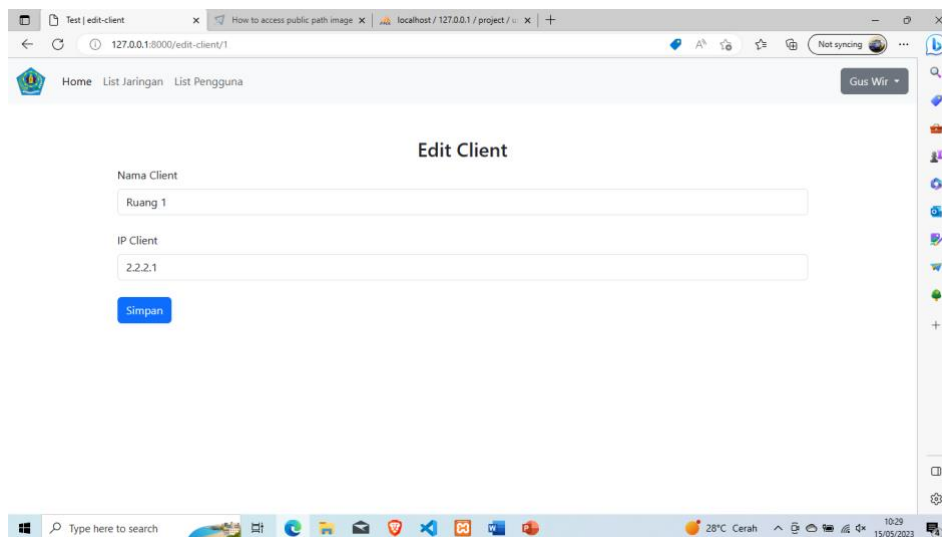 Test | edit-client
How to access public path image
localhost / 127.0.0.1 / project / u
127.0.0.1:8000/edit-client/1
Not syncing
Home List Jaringan List Pengguna
Gus Wir
Edit Client
Nama Client
Ruang 1
IP Client
2.2.2.1
Simpan
Type here to search
28°C Cerah
10:29
15/05/2023